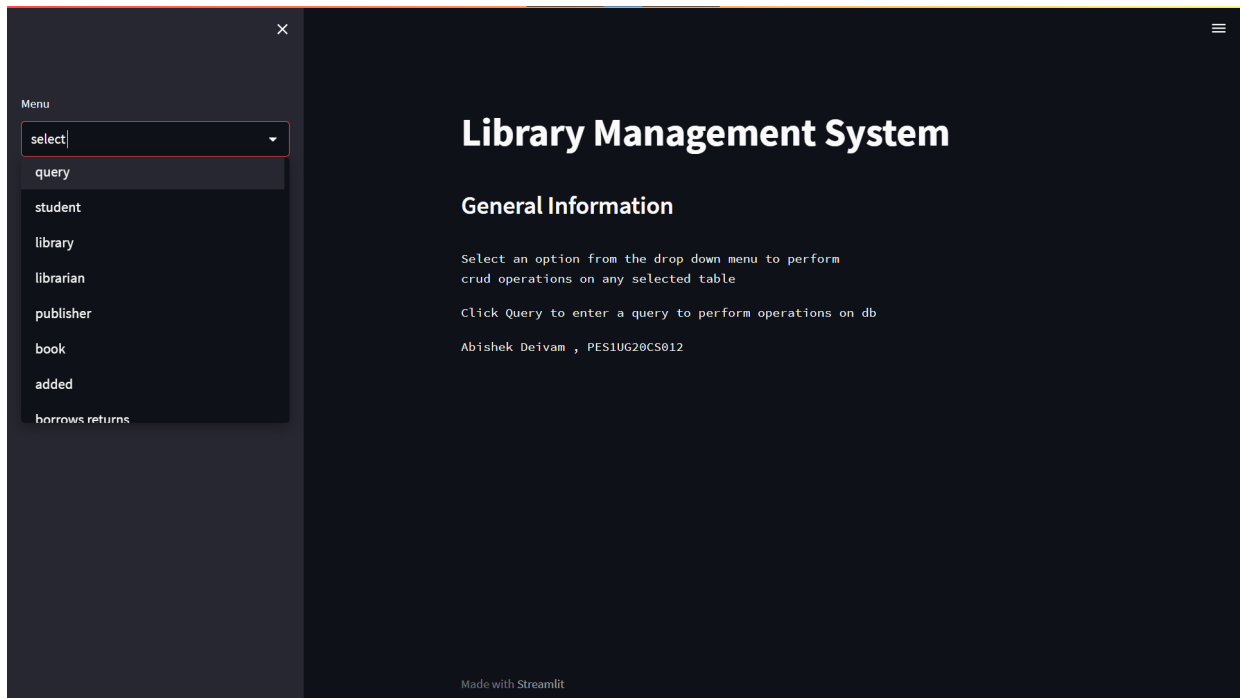 Menu
select
query
student
library
librarian
publisher
book
added
borrows returns
Library Management System
General Information
Select an option from the drop down menu to perform
crud operations on any selected table
Click Query to enter a query to perform operations on db
Abishek Deivam , PES1UG20CS012
Made with Streamlit